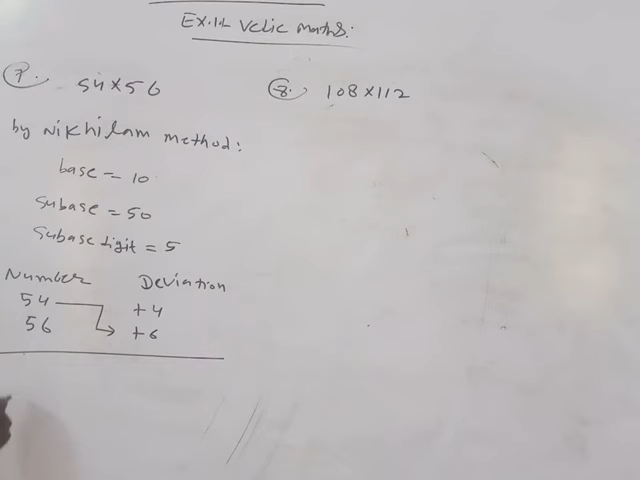 Ex.1.1 Vedic maths:
7. 54×56
8. 108×112
by Nikhilam method:
base = 10
Subase = 50
Subase digit = 5
Number Deviation
54 +4
56 +6